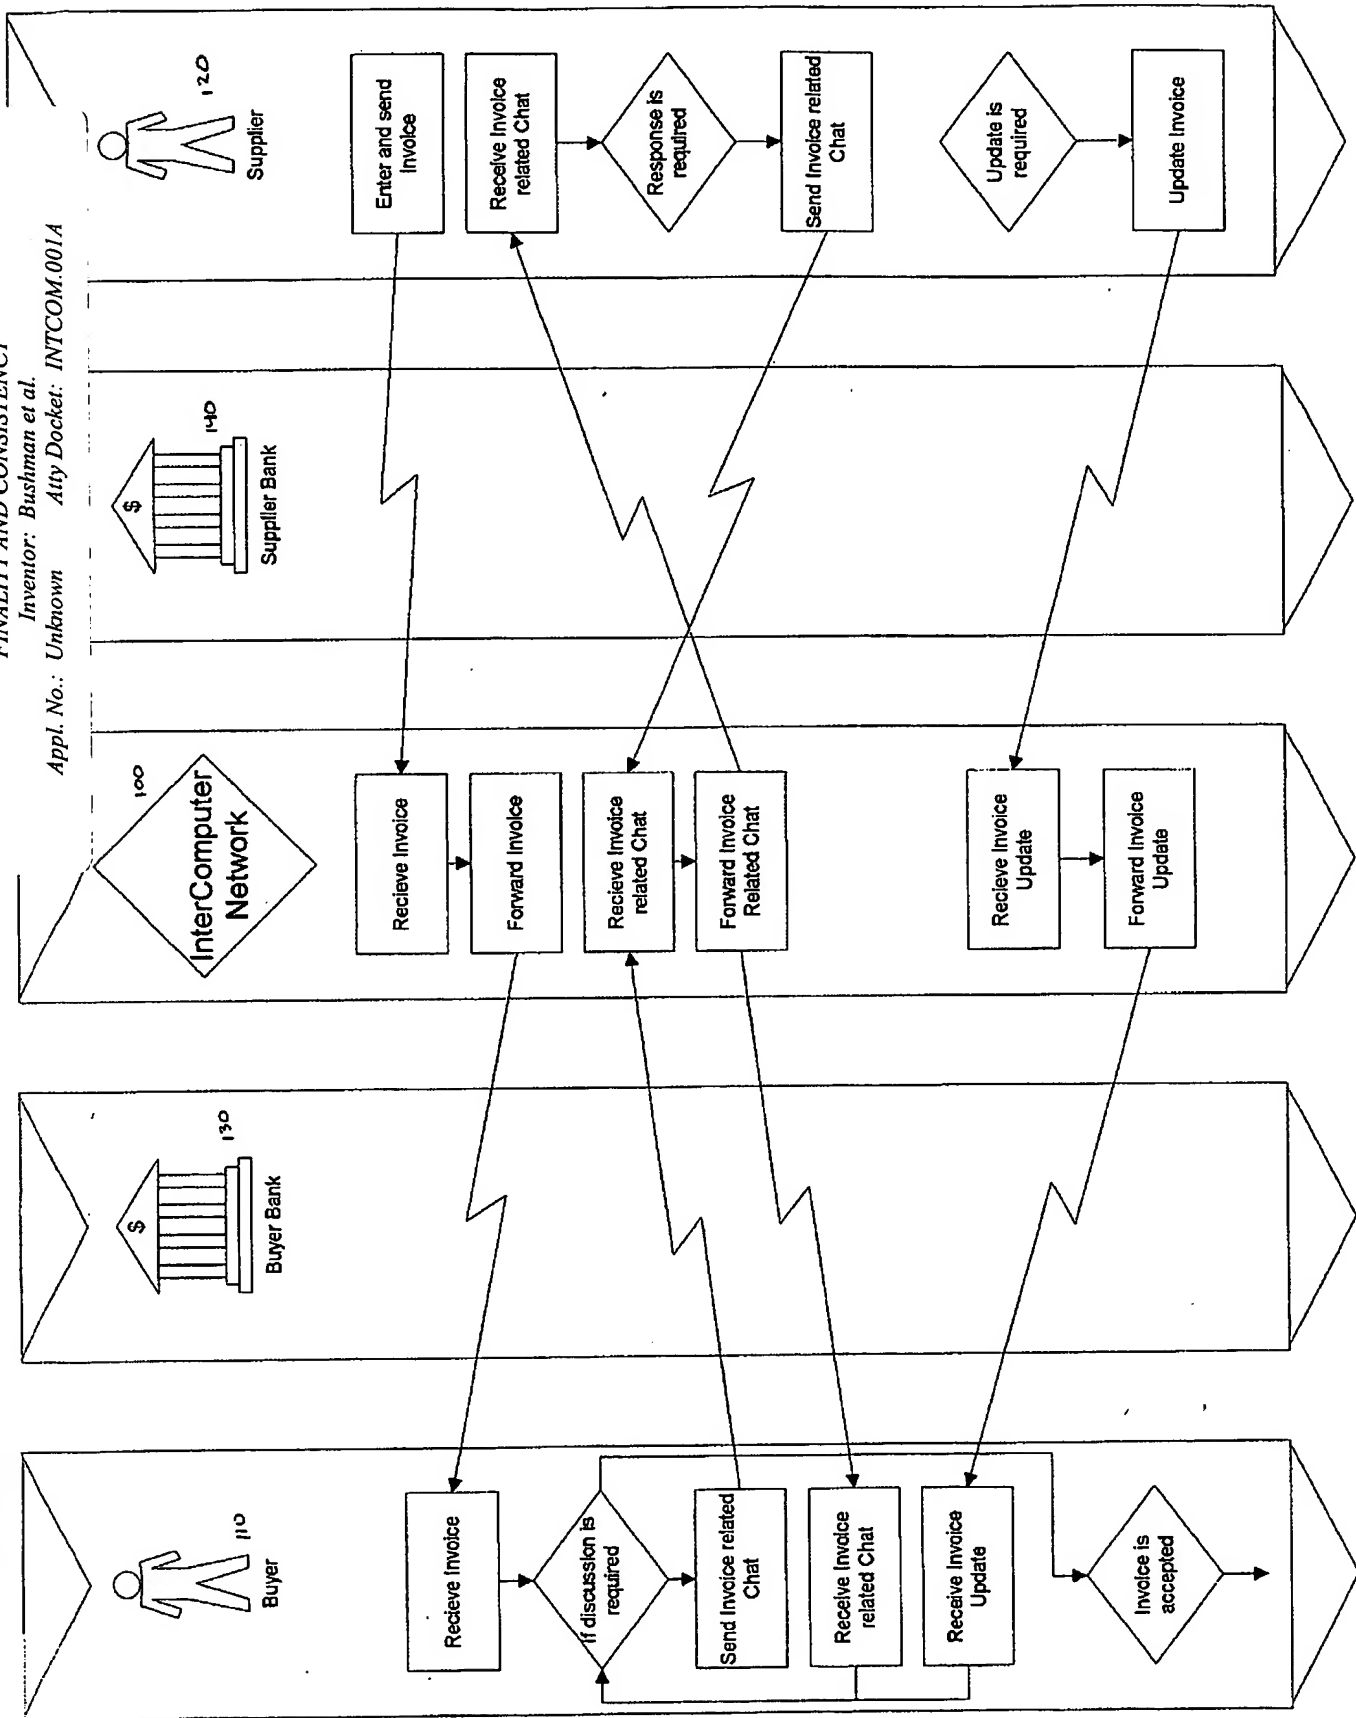 FINALITY AND CONSISTENCY
Inventor: Bushman et al.
Appl. No.: Unknown Atty Docket: INTCOM.001A
110
Buyer
Recieve Invoice
If discussion is
required
Send Invoice related
Chat
Receive Invoice
related Chat
Receive Invoice
Update
Invoice is
accepted
$
130
Buyer Bank
100
InterComputer
Network
Recieve Invoice
Forward Invoice
Recieve Invoice
related Chat
Forward Invoice
Related Chat
Recieve Invoice
Update
Forward Invoice
Update
$
140
Supplier Bank
120
Supplier
Enter and send
Invoice
Receive Invoice
related Chat
Response is
required
Send Invoice related
Chat
Update is
required
Update Invoice